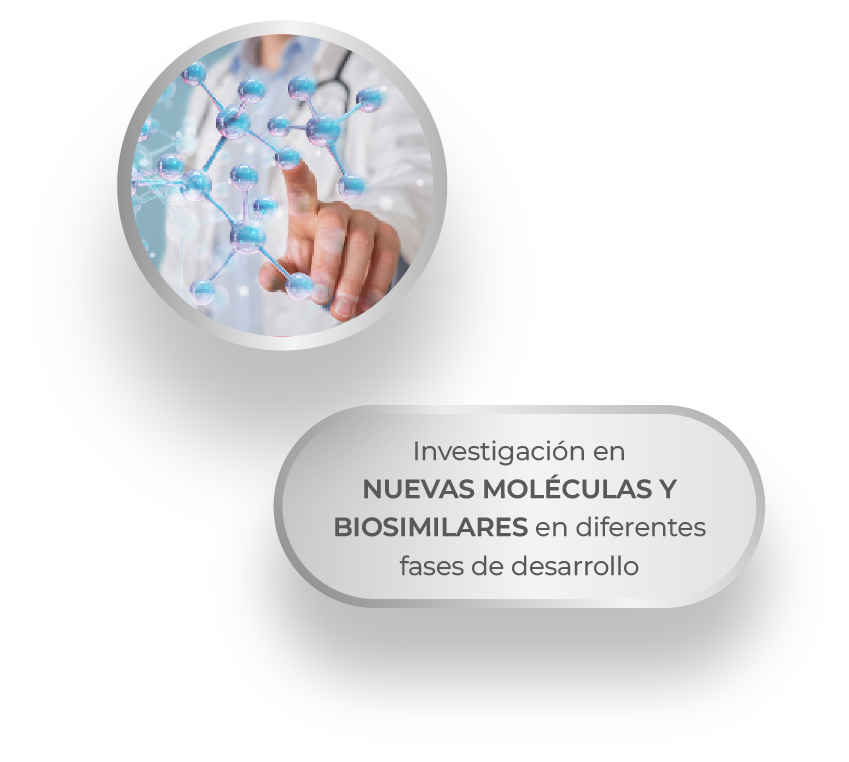 Investigación en
NUEVAS MOLÉCULAS Y
BIOSIMILARES en diferentes
fases de desarrollo